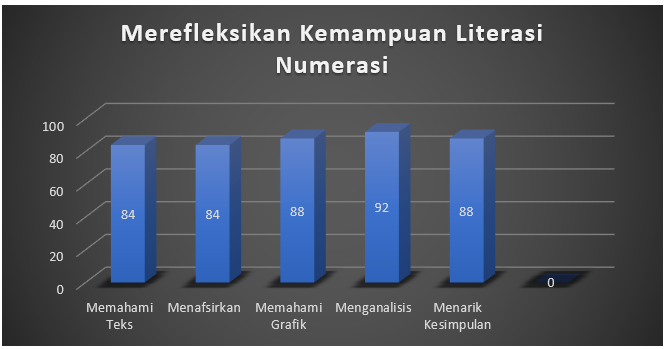 Merefleksikan Kemampuan Literasi
Numerasi
100
80
60
40
20
0
84
84
88
92
88
0
Memahami
Teks
Menafsirkan
Memahami
Grafik
Menganalisis
Menarik
Kesimpulan